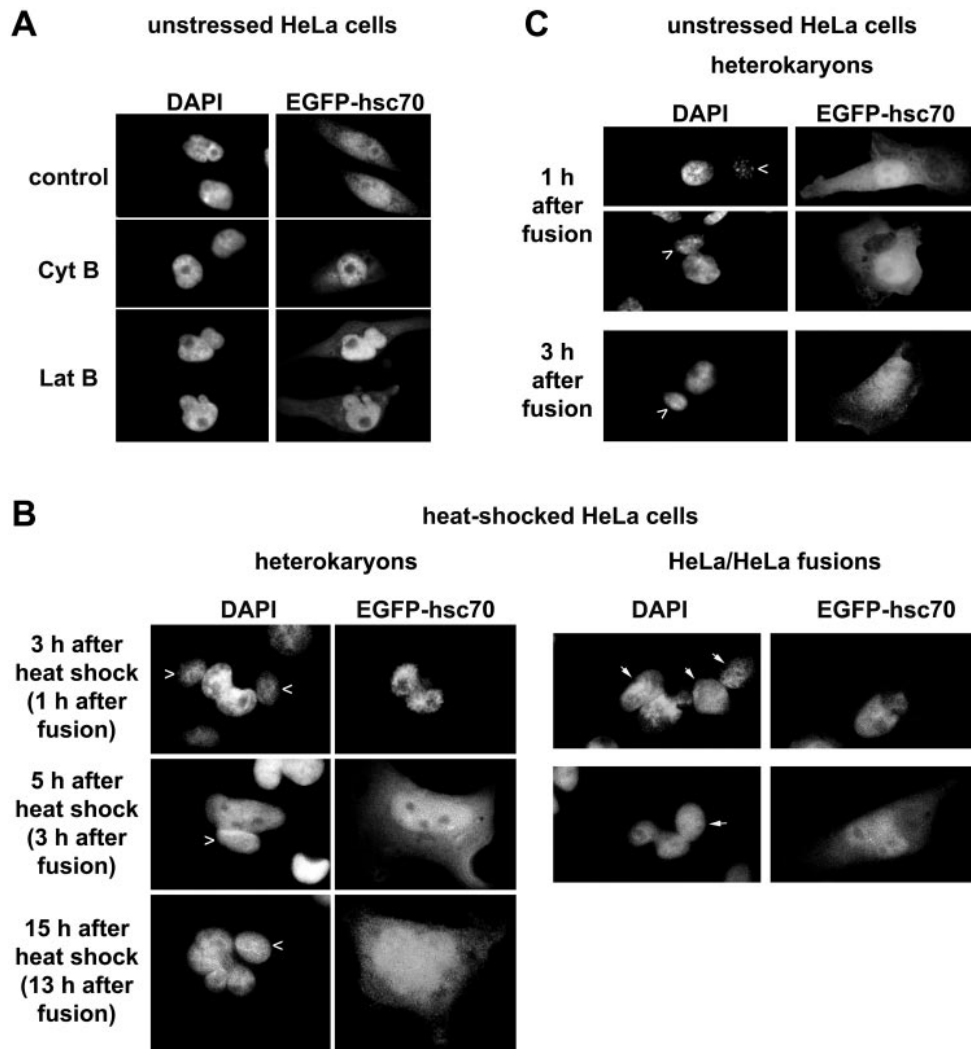 A unstressed HeLa cells
DAPI EGFP-hsc70
control
Cyt B
Lat B
C unstressed HeLa cells
heterokaryons
DAPI EGFP-hsc70
1 h
after
fusion
<
<
3 h
after
fusion
<
B heat-shocked HeLa cells
heterokaryons HeLa/HeLa fusions
DAPI EGFP-hsc70 DAPI EGFP-hsc70
3 h after
heat shock
(1 h after
fusion)
> <
5 h after
heat shock
(3 h after
fusion)
>
15 h after
heat shock
(13 h after
fusion)
<